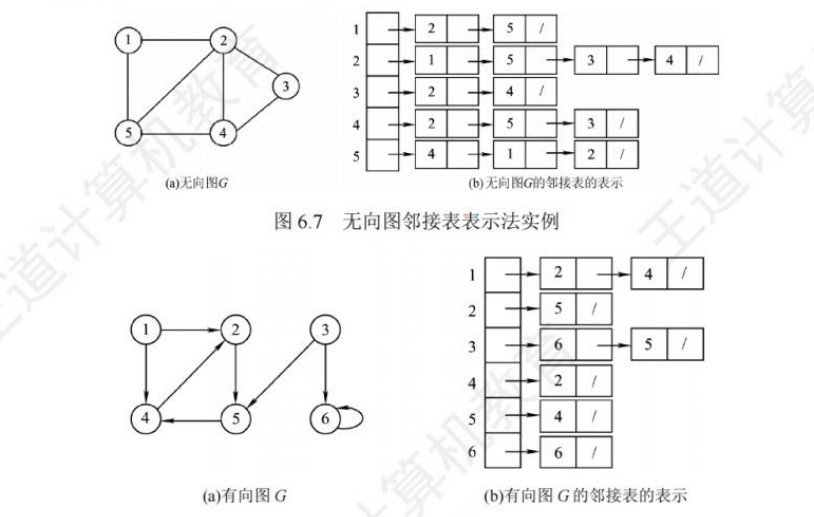 1 2 3 5 4
1 2 5 /
2 1 5 3 4 /
3 2 4 /
4 2 5 3 /
5 4 1 2 /
(a)无向图G (b)无向图G的邻接表的表示
图 6.7 无向图邻接表表示法实例
1 2 3
4 5 6
1 2 4 /
2 5 /
3 6 5 /
4 2 /
5 4 /
6 6 /
(a)有向图 G (b)有向图 G 的邻接表的表示
王道计算机教育